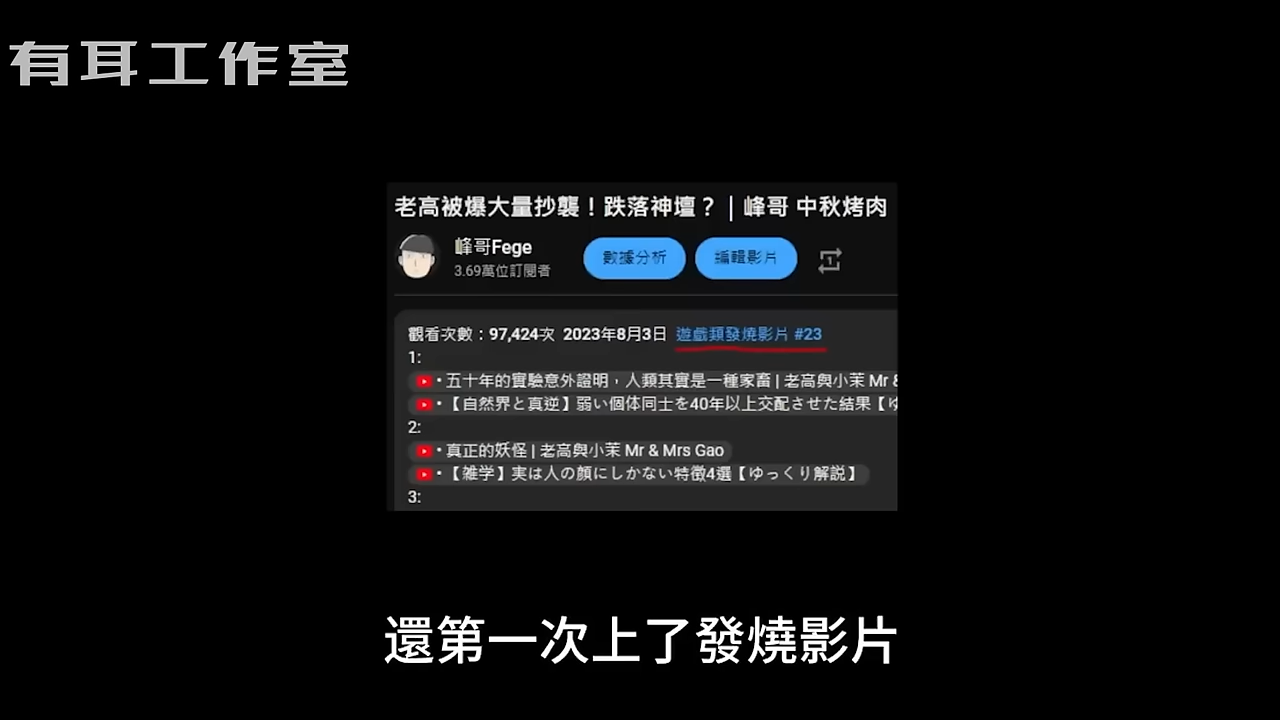 有耳工作室
老高被爆大量抄襲！跌落神壇？｜峰哥 中秋烤肉
峰哥Fege
3.69萬位訂閱者
數據分析
編輯影片
觀看次數：97,424次 2023年8月3日 遊戲類發燒影片 #23
1:
• 五十年的實驗意外證明，人類其實是一種家畜 | 老高與小茉 Mr &
• 【自然界と真逆】弱い個体同士を40年以上交配させた結果【ゆ
2:
• 真正的妖怪 | 老高與小茉 Mr & Mrs Gao
• 【雑学】実は人の顔にしかない特徴4選【ゆっくり解説】
3:
還第一次上了發燒影片